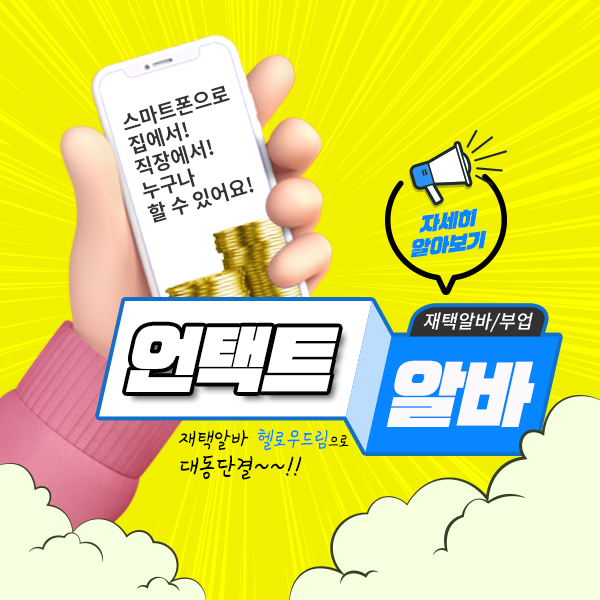 스마트폰으로
집에서!
직장에서!
누구나
할 수 있어요!
자세히
알아보기
재택알바/부업
언택트
알바
재택알바 헬로우드림으로
대동단결~~!!